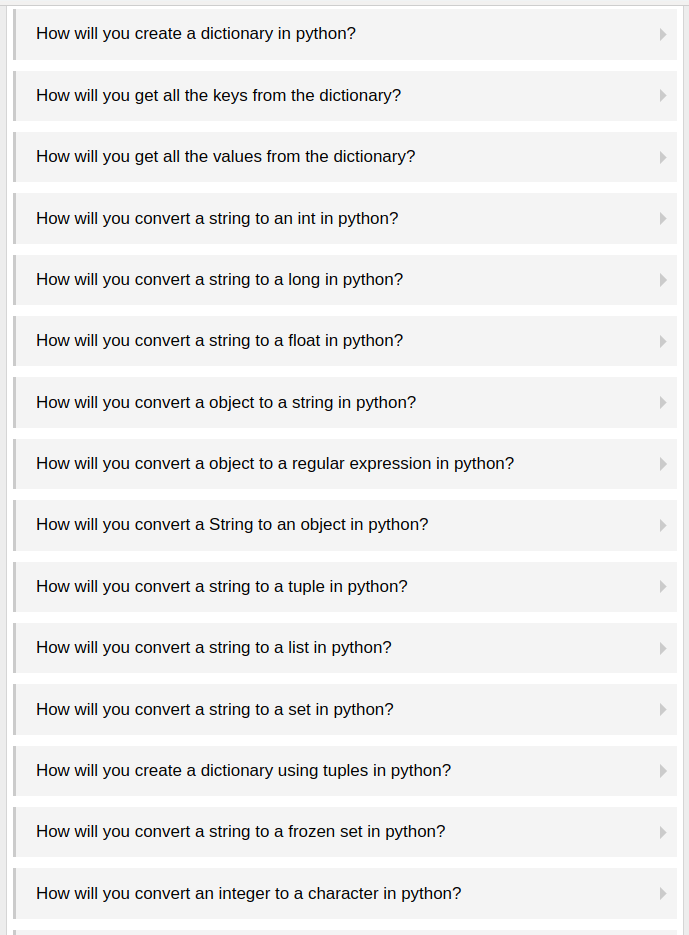 How will you create a dictionary in python?
How will you get all the keys from the dictionary?
How will you get all the values from the dictionary?
How will you convert a string to an int in python?
How will you convert a string to a long in python?
How will you convert a string to a float in python?
How will you convert a object to a string in python?
How will you convert a object to a regular expression in python?
How will you convert a String to an object in python?
How will you convert a string to a tuple in python?
How will you convert a string to a list in python?
How will you convert a string to a set in python?
How will you create a dictionary using tuples in python?
How will you convert a string to a frozen set in python?
How will you convert an integer to a character in python?